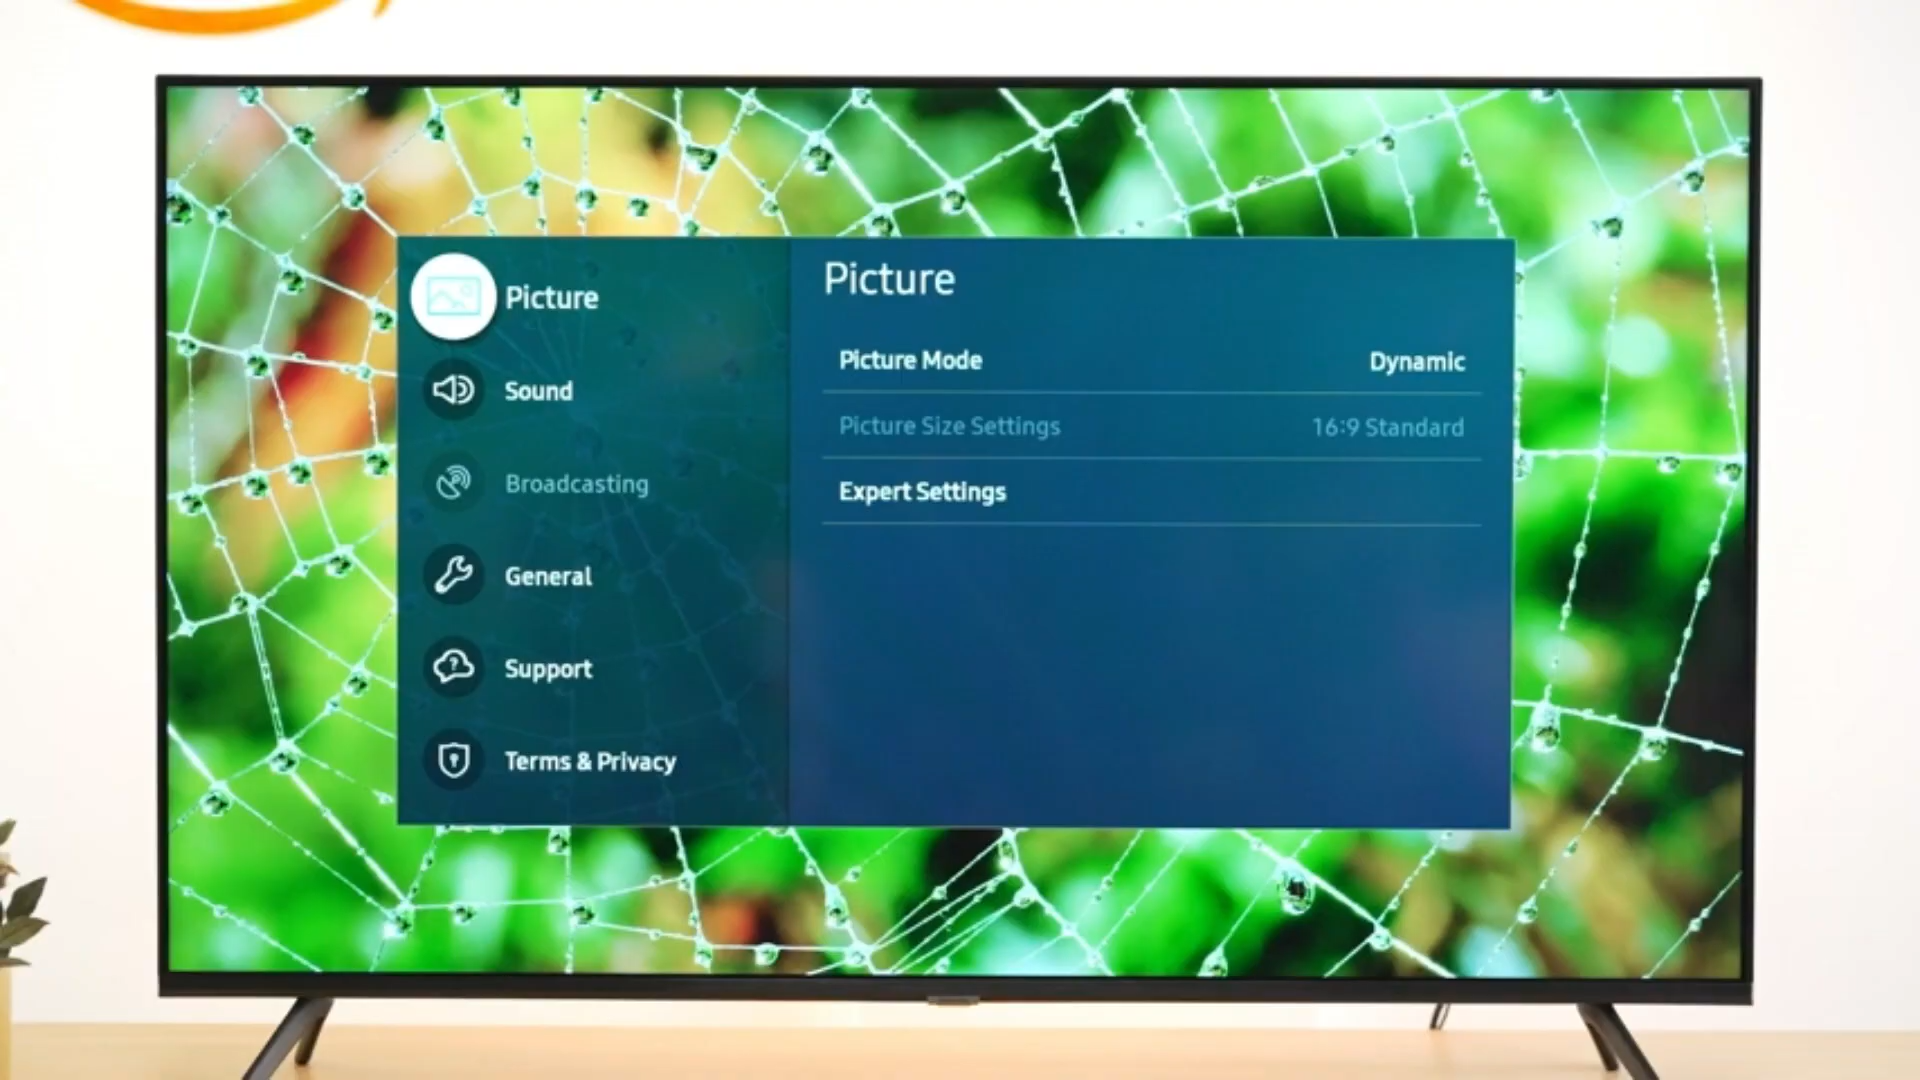 Picture
Sound
Broadcasting
General
Support
Terms & Privacy
Picture
Picture Mode Dynamic
Picture Size Settings 16:9 Standard
Expert Settings